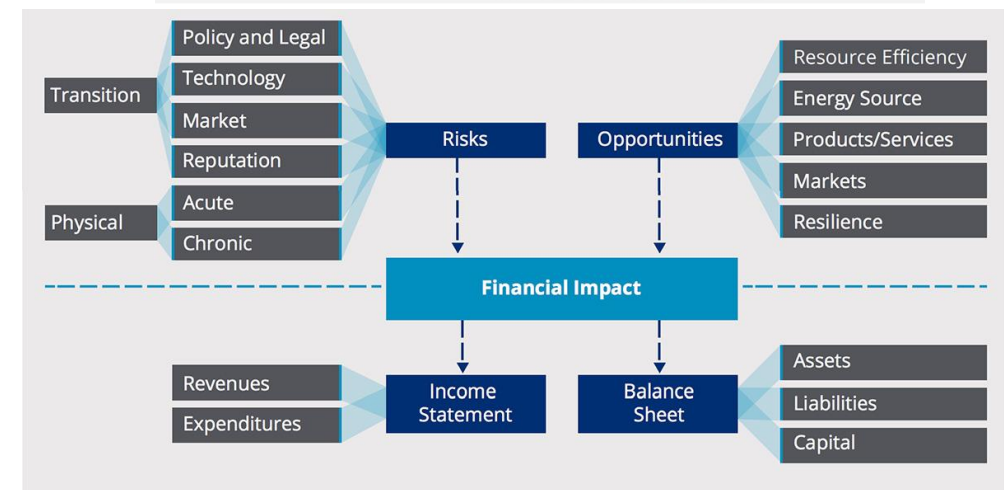 Policy and Legal
Technology
Market
Reputation
Acute
Chronic
Transition
Physical
Risks
Opportunities
Resource Efficiency
Energy Source
Products/Services
Markets
Resilience
Financial Impact
Revenues
Expenditures
Income
Statement
Balance
Sheet
Assets
Liabilities
Capital